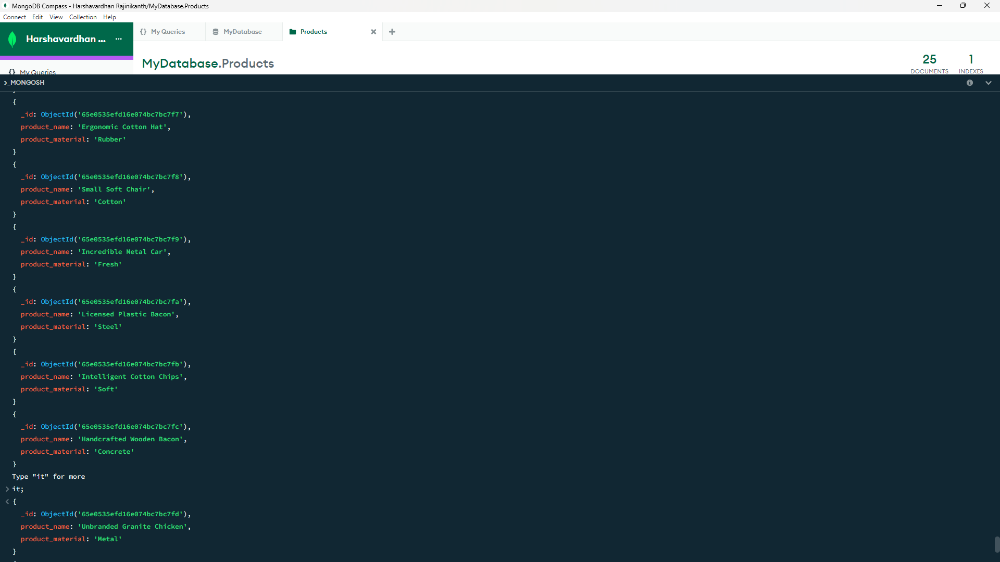 MongoDB Compass - Harshavardhan Rajinikanth/MyDatabase.Products
Connect Edit View Collection Help
Harshavardhan ... ...
{} My Queries MyDatabase Products
MyDatabase.Products
25 1
DOCUMENTS INDEXES
{} My Queries
>_MONGOSH
}
{
_id: ObjectId('65e0535efd16e074bc7bc7f7'),
product_name: 'Ergonomic Cotton Hat',
product_material: 'Rubber'
}
{
_id: ObjectId('65e0535efd16e074bc7bc7f8'),
product_name: 'Small Soft Chair',
product_material: 'Cotton'
}
{
_id: ObjectId('65e0535efd16e074bc7bc7f9'),
product_name: 'Incredible Metal Car',
product_material: 'Fresh'
}
{
_id: ObjectId('65e0535efd16e074bc7bc7fa'),
product_name: 'Licensed Plastic Bacon',
product_material: 'Steel'
}
{
_id: ObjectId('65e0535efd16e074bc7bc7fb'),
product_name: 'Intelligent Cotton Chips',
product_material: 'Soft'
}
{
_id: ObjectId('65e0535efd16e074bc7bc7fc'),
product_name: 'Handcrafted Wooden Bacon',
product_material: 'Concrete'
}
Type "it" for more
> it;
< {
_id: ObjectId('65e0535efd16e074bc7bc7fd'),
product_name: 'Unbranded Granite Chicken',
product_material: 'Metal'
}